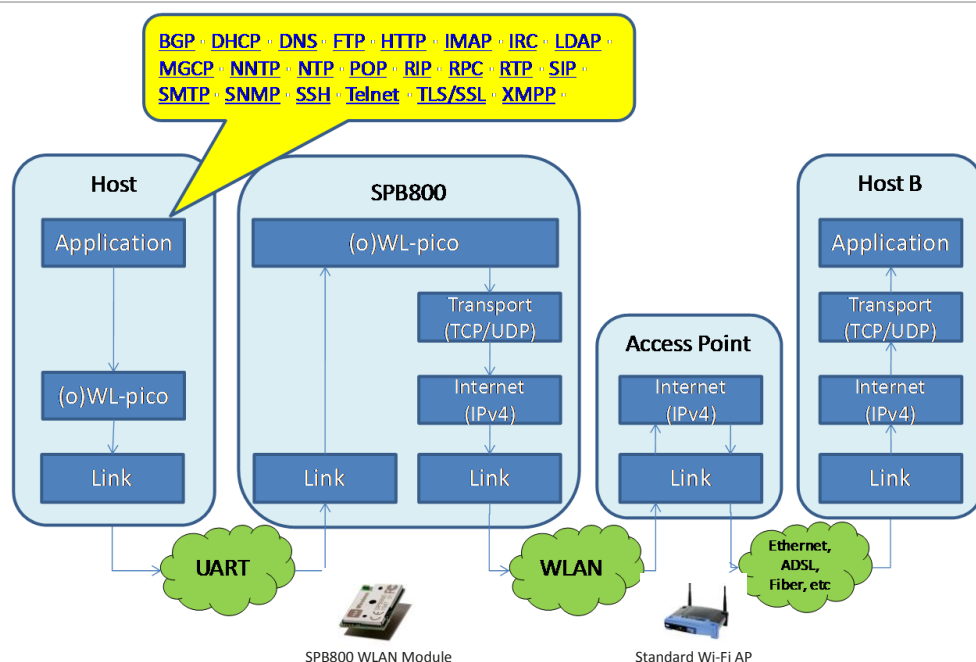 BGP · DHCP · DNS · FTP · HTTP · IMAP · IRC · LDAP ·
MGCP · NNTP · NTP · POP · RIP · RPC · RTP · SIP ·
SMTP · SNMP · SSH · Telnet · TLS/SSL · XMPP ·
Host
Application
(o)WL-pico
Link
SPB800
(o)WL-pico
Transport
(TCP/UDP)
Internet
(IPv4)
Link
Link
Access Point
Internet
(IPv4)
Link
Host B
Application
Transport
(TCP/UDP)
Internet
(IPv4)
Link
UART
WLAN
Ethernet,
ADSL,
Fiber, etc
SPB800 WLAN Module
Standard Wi-Fi AP